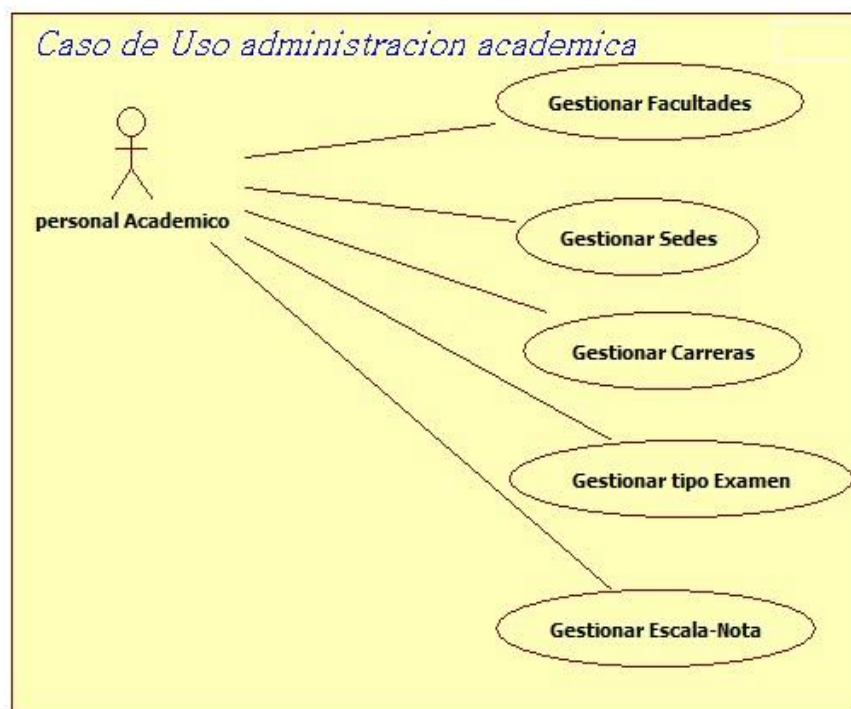 Caso de Uso administracion academica
Gestionar Facultades
personal Academico
Gestionar Sedes
Gestionar Carreras
Gestionar tipo Examen
Gestionar Escala-Nota